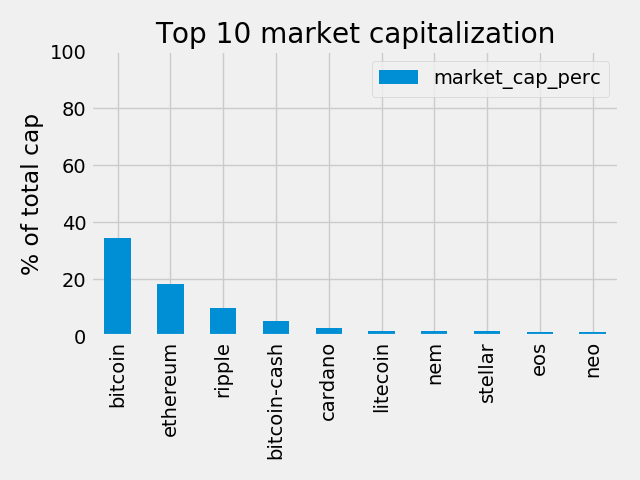 Top 10 market capitalization
market_cap_perc
% of total cap
100
80
60
40
20
0
bitcoin
ethereum
ripple
bitcoin-cash
cardano
litecoin
nem
stellar
eos
neo